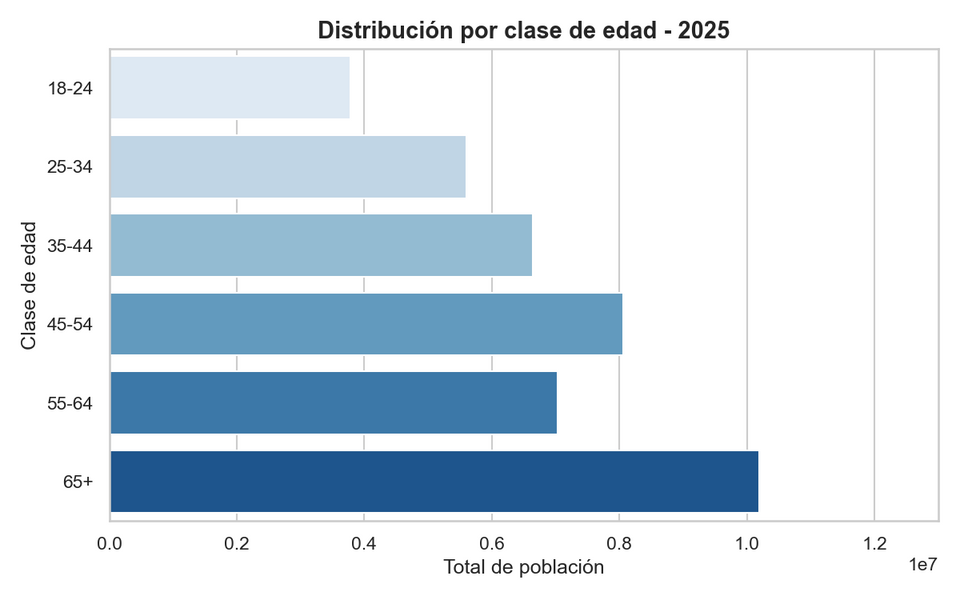 Distribución por clase de edad - 2025
Clase de edad
18-24
25-34
35-44
45-54
55-64
65+
0.0 0.2 0.4 0.6 0.8 1.0 1.2
1e7
Total de población